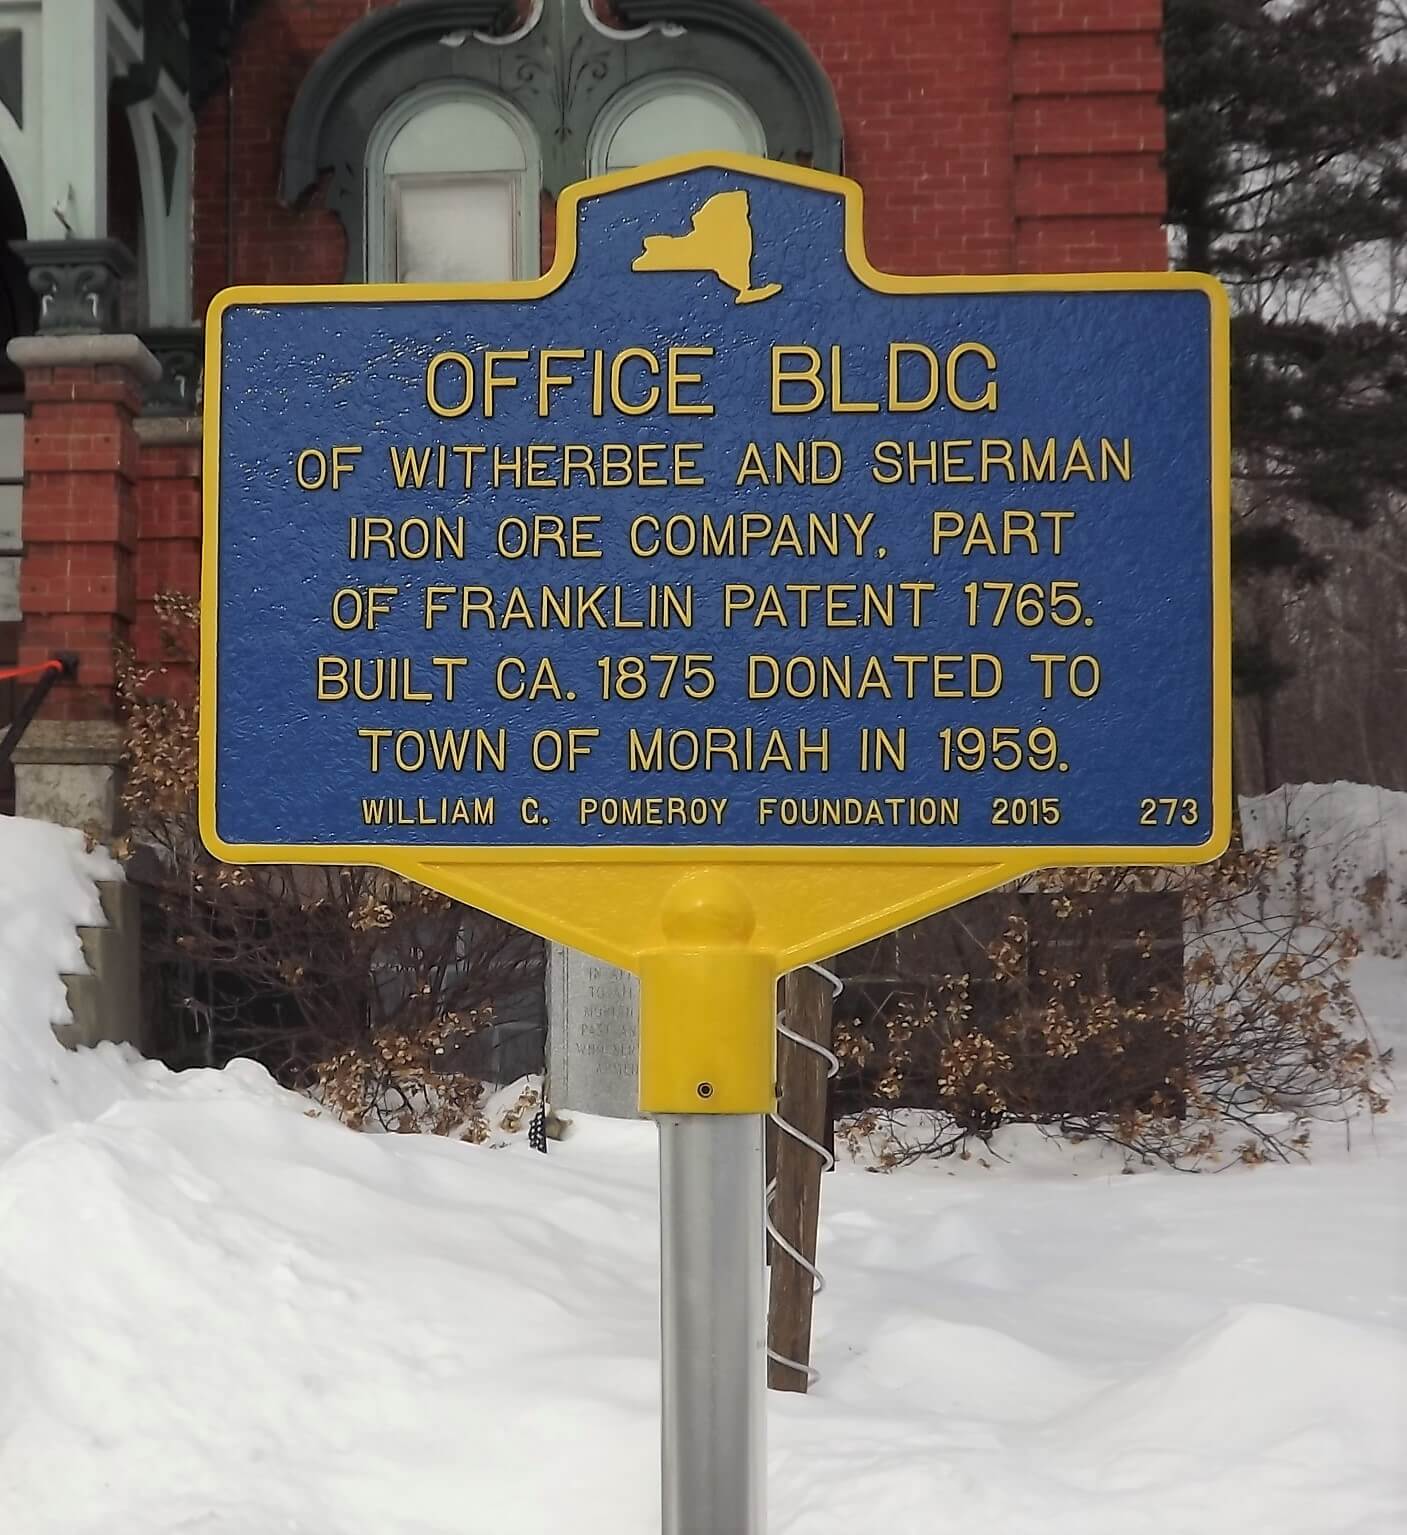 OFFICE BLDG
OF WITHERBEE AND SHERMAN
IRON ORE COMPANY, PART
OF FRANKLIN PATENT 1765.
BUILT CA. 1875 DONATED TO
TOWN OF MORIAH IN 1959.
WILLIAM G. POMEROY FOUNDATION 2015 273